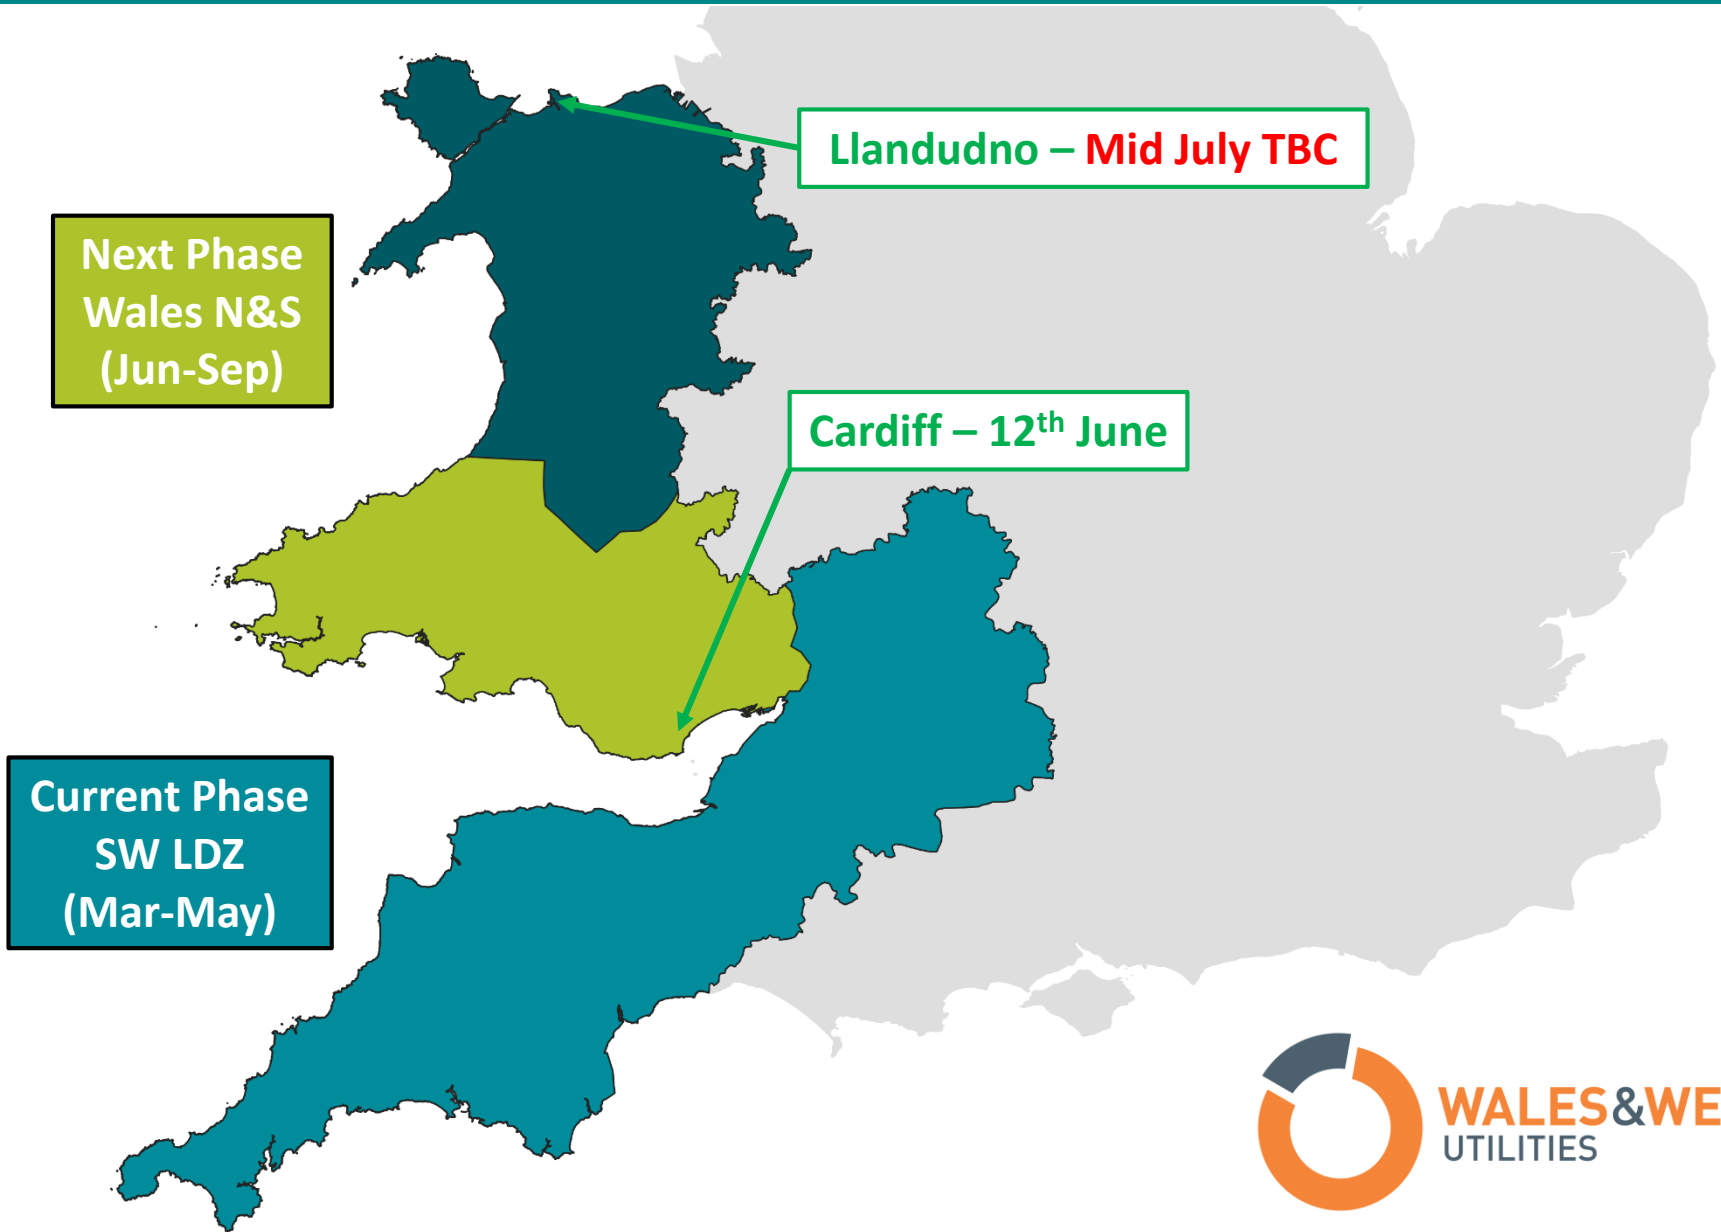 Llandudno – Mid July TBC
Next Phase
Wales N&S
(Jun-Sep)
Cardiff – 12th June
Current Phase
SW LDZ
(Mar-May)
WALES&WE
UTILITIES